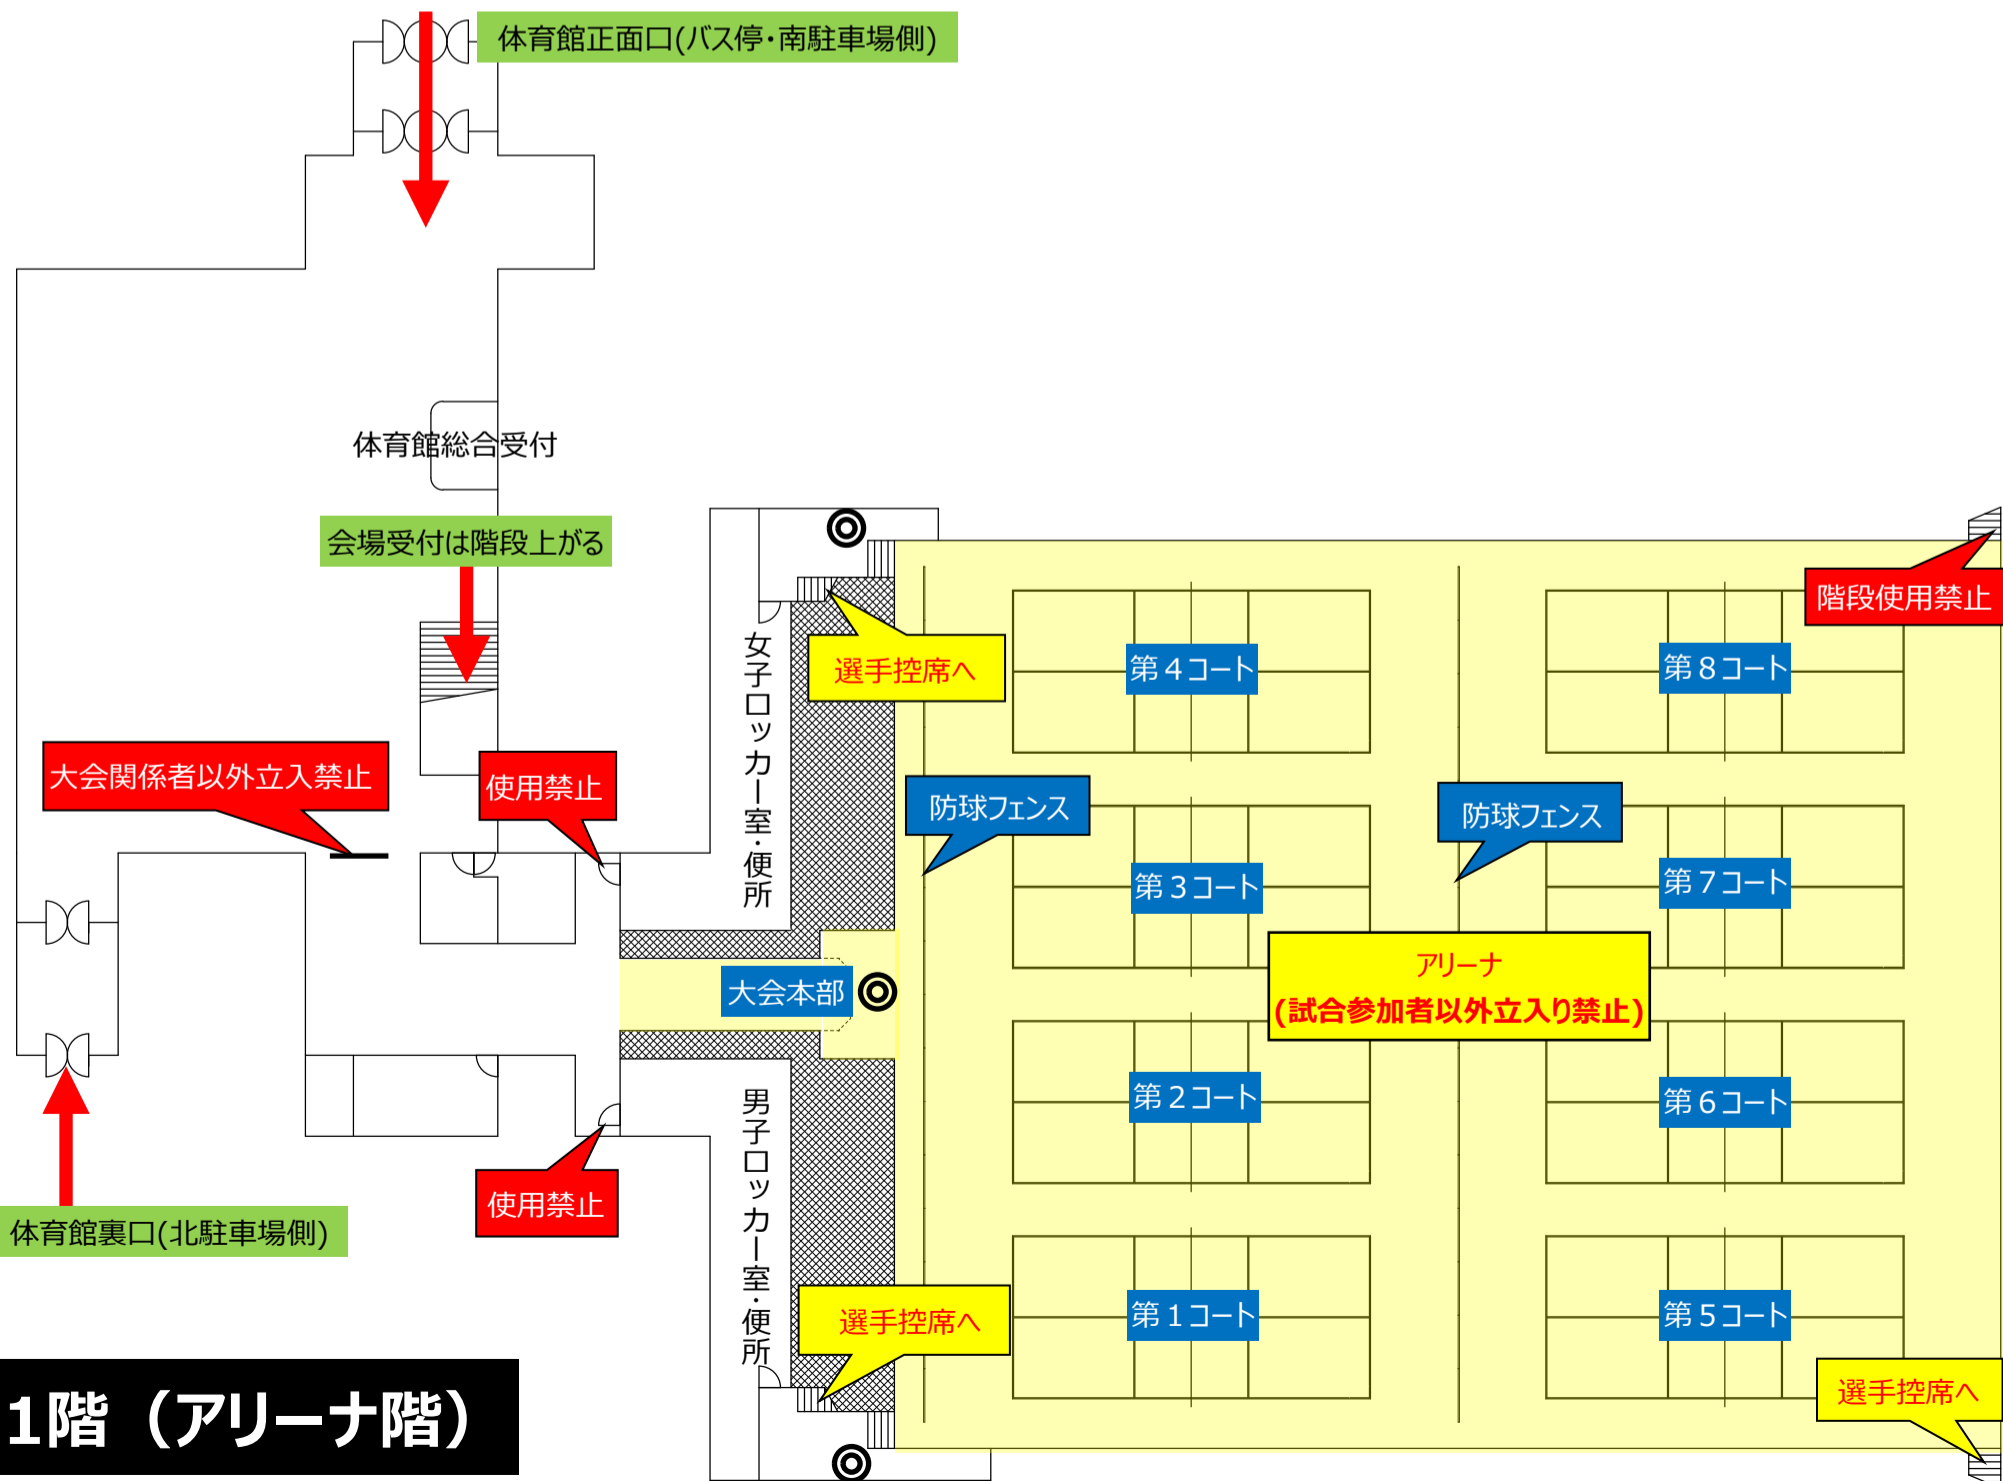 体育館正面口(バス停・南駐車場側)
体育館総合受付
会場受付は階段上がる
階段使用禁止
女子ロッカー室・便所
選手控席へ
第4コート
第8コート
大会関係者以外立入禁止
使用禁止
防球フェンス
防球フェンス
第3コート
第7コート
アリーナ
(試合参加者以外立入り禁止)
大会本部
第2コート
第6コート
男子ロッカー室・便所
使用禁止
体育館裏口(北駐車場側)
選手控席へ
第1コート
第5コート
選手控席へ
1階（アリーナ階）